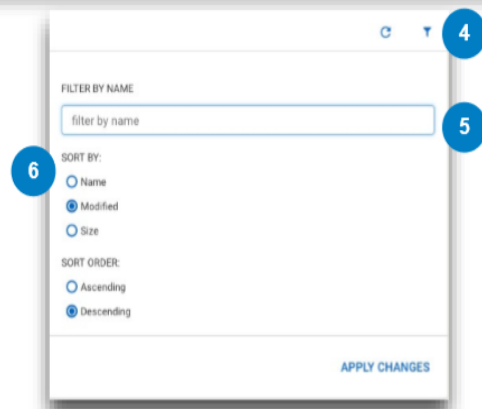 4
FILTER BY NAME
filter by name
5
6
SORT BY:
Name
Modified
Size
SORT ORDER:
Ascending
Descending
APPLY CHANGES